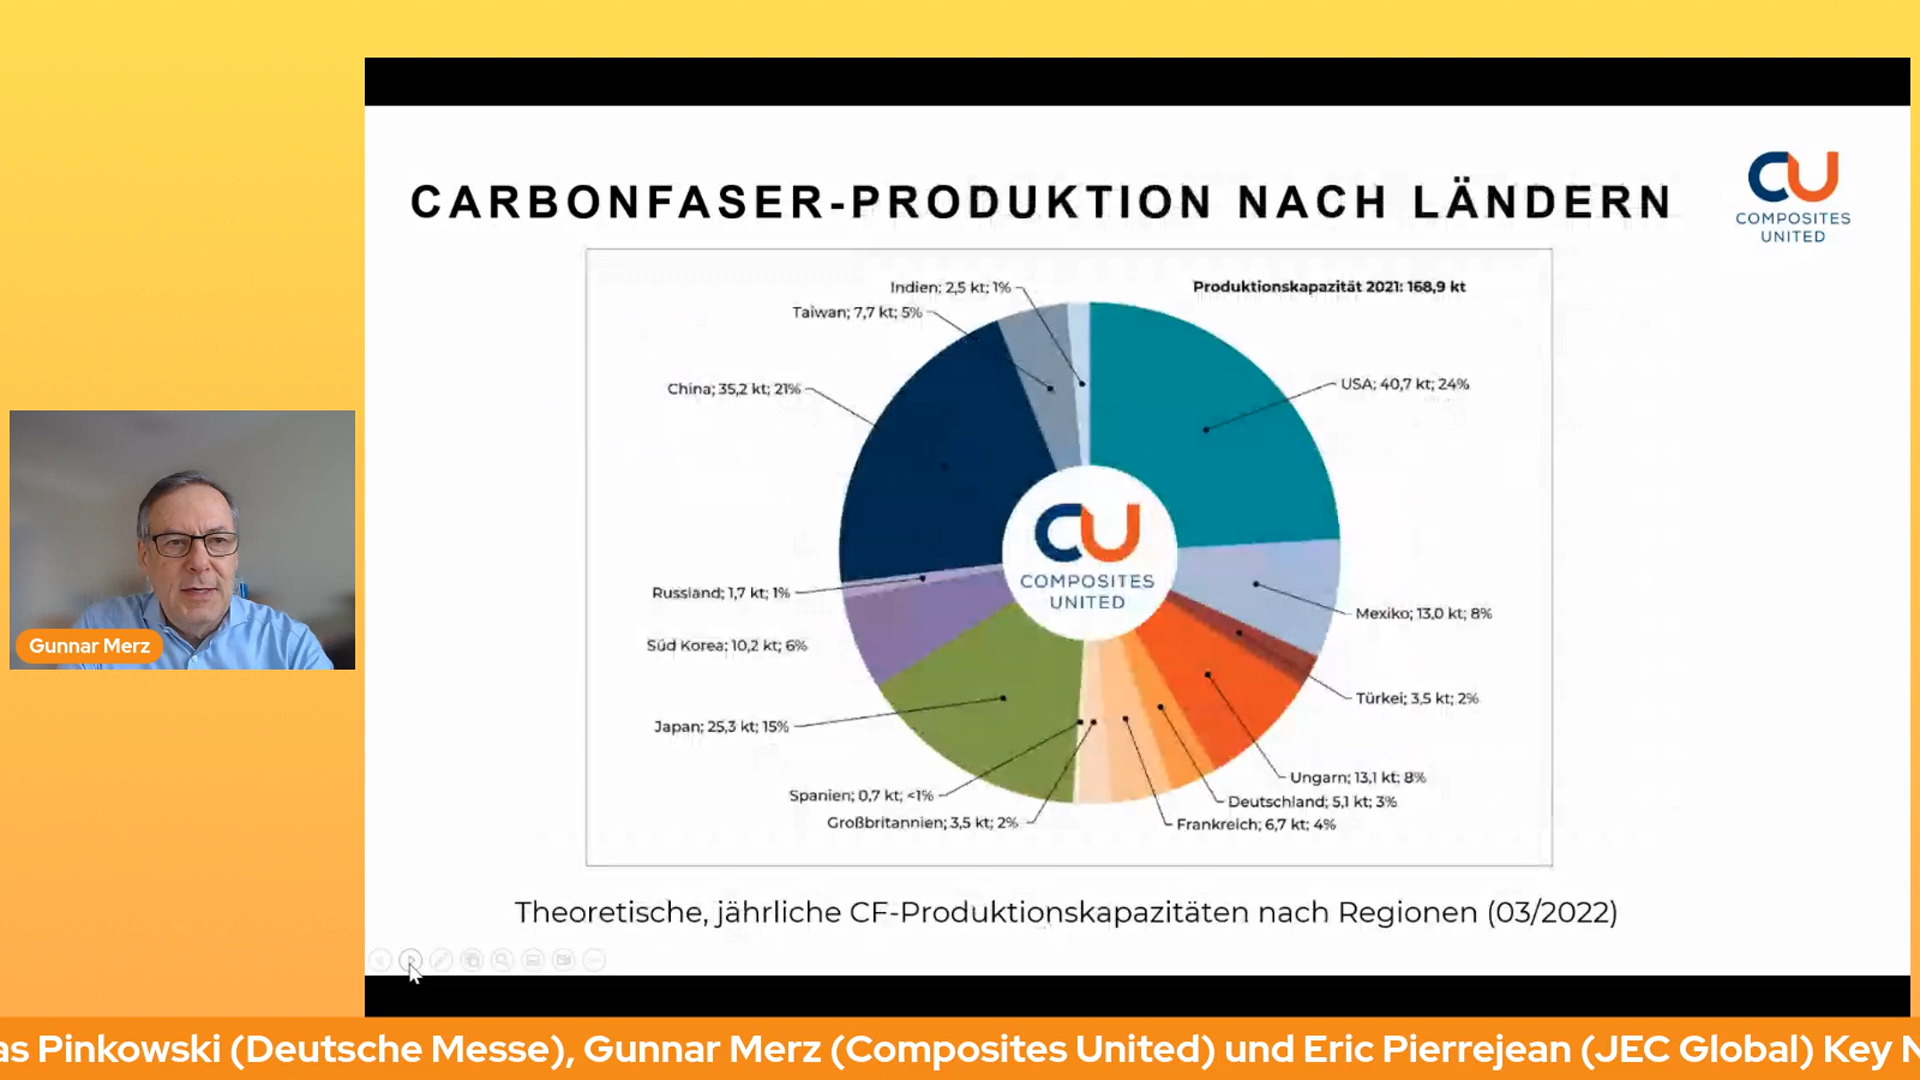 CARBONFASER-PRODUKTION NACH LÄNDERN
CU
COMPOSITES
UNITED
Produktionskapazität 2021: 168,9 kt
Indien; 2,5 kt; 1%
Taiwan; 7,7 kt; 5%
China; 35,2 kt; 21%
USA; 40,7 kt; 24%
CU
COMPOSITES
UNITED
Russland; 1,7 kt; 1%
Mexiko; 13,0 kt; 8%
Süd Korea; 10,2 kt; 6%
Türkei; 3,5 kt; 2%
Japan; 25,3 kt; 15%
Ungarn; 13,1 kt; 8%
Spanien; 0,7 kt; <1%
Deutschland; 5,1 kt; 3%
Großbritannien; 3,5 kt; 2%
Frankreich; 6,7 kt; 4%
Theoretische, jährliche CF-Produktionskapazitäten nach Regionen (03/2022)
Gunnar Merz
as Pinkowski (Deutsche Messe), Gunnar Merz (Composites United) und Eric Pierrejean (JEC Global) Key N